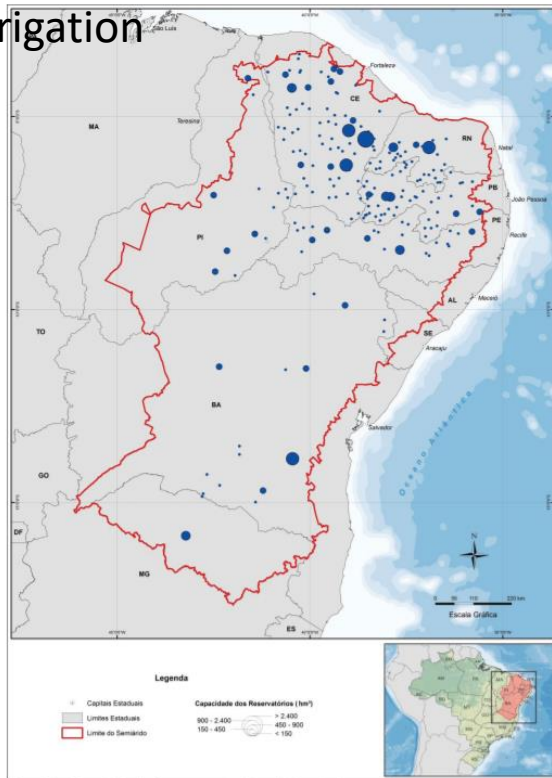 rigation
São Luís
Fortaleza
CE
MA
Teresina
RN
Natal
PB
João Pessoa
PE
Recife
PI
AL
Maceió
TO
SE
Aracaju
BA
Salvador
Oceano Atlântico
GO
DF
N
MG
220 km
Escala Gráfica
ES
Legenda
Capitais Estaduais
Limites Estaduais
Limite do Semiárido
Capacidade dos Reservatórios (hm³)
> 2.400
900 - 2.400
450 - 900
150 - 450
< 150